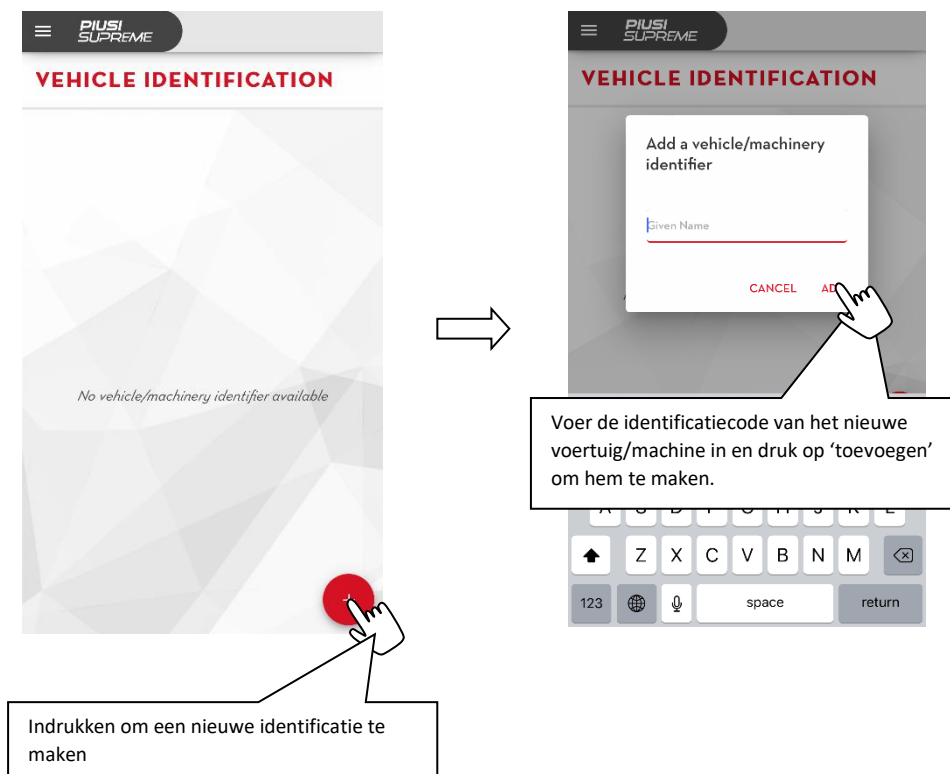 PIUSI
SUPREME
VEHICLE IDENTIFICATION
No vehicle/machinery identifier available
Indrukken om een nieuwe identificatie te
maken
PIUSI
SUPREME
VEHICLE IDENTIFICATION
Add a vehicle/machinery
identifier
Given Name
CANCEL
Voer de identificatiecode van het nieuwe
voertuig/machine in en druk op ‘toevoegen’
om hem te maken.
Z X C V B N M
123 space return